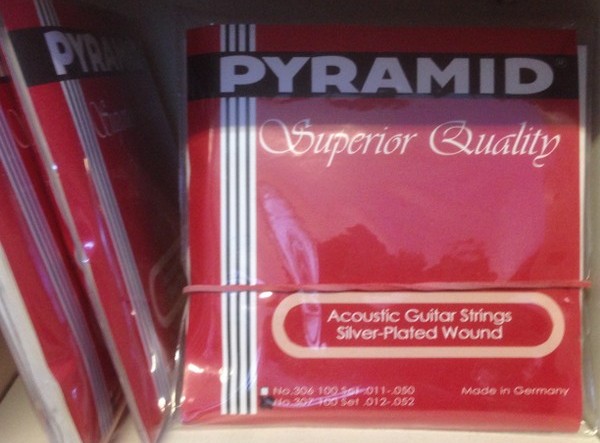 PYRAMID
Superior Quality
Acoustic Guitar Strings
Silver-Plated Wound
No.306 100 Set .011-.050
Made in Germany
No.307 100 Set .012-.052
PYRA